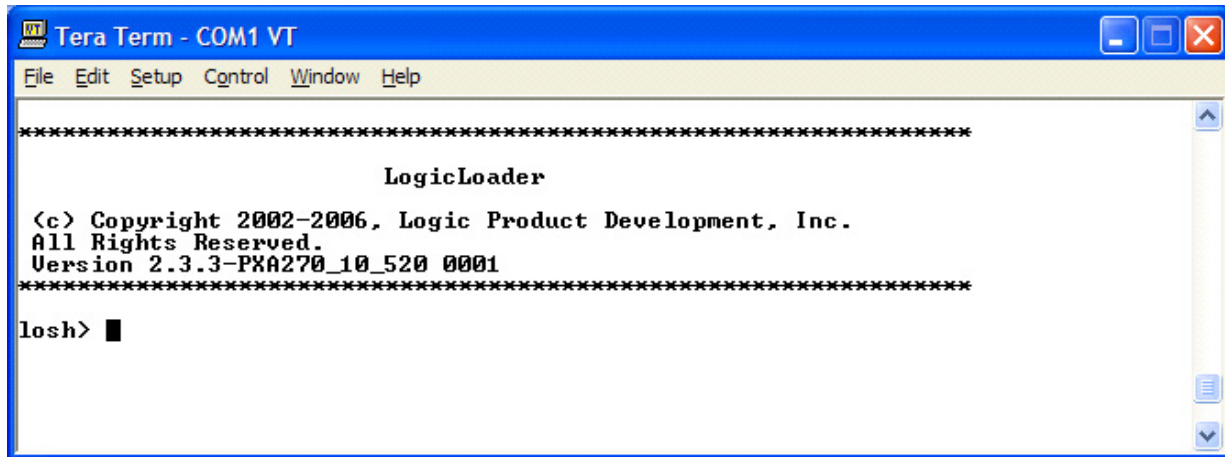 VT Tera Term - COM1 VT
File Edit Setup Control Window Help
*****************************************************************
LogicLoader
(c) Copyright 2002-2006, Logic Product Development, Inc.
All Rights Reserved.
Version 2.3.3-PXA270_10_520 0001
*****************************************************************
losh>